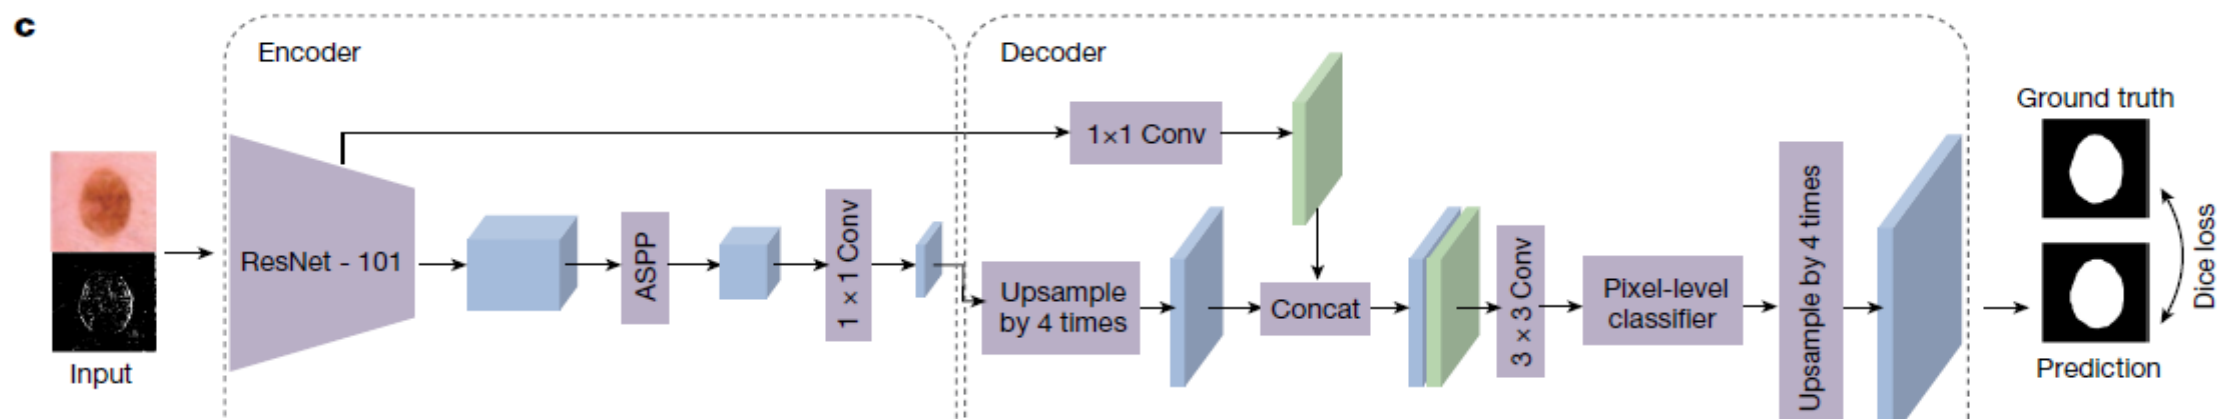 c
Encoder
Decoder
Ground truth
1×1 Conv
ResNet - 101
ASPP
1 × 1 Conv
Upsample
by 4 times
Concat
3 × 3 Conv
Pixel-level
classifier
Upsample by 4 times
Dice loss
Input
Prediction